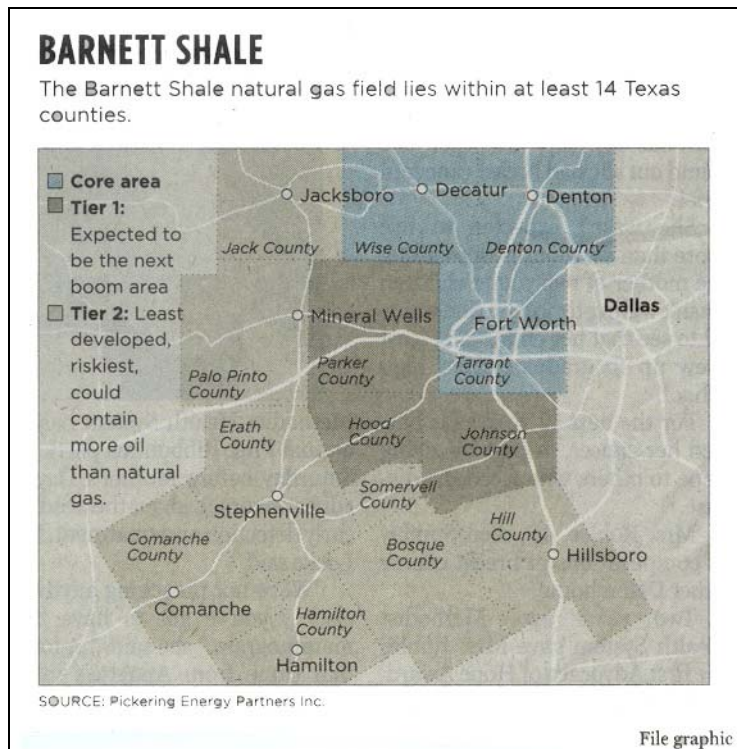 BARNETT SHALE
The Barnett Shale natural gas field lies within at least 14 Texas
counties.
Core area
Tier 1:
Expected to
be the next
boom area
Tier 2: Least
developed,
riskiest,
could
contain
more oil
than natural
gas.
Jacksboro
Decatur
Denton
Jack County
Wise County
Denton County
Mineral Wells
Fort Worth
Dallas
Palo Pinto
County
Parker
County
Tarrant
County
Erath
County
Hood
County
Johnson
County
Stephenville
Somervell
County
Comanche
County
Bosque
County
Hill
County
Hillsboro
Comanche
Hamilton
County
Hamilton
SOURCE: Pickering Energy Partners Inc.
File graphic